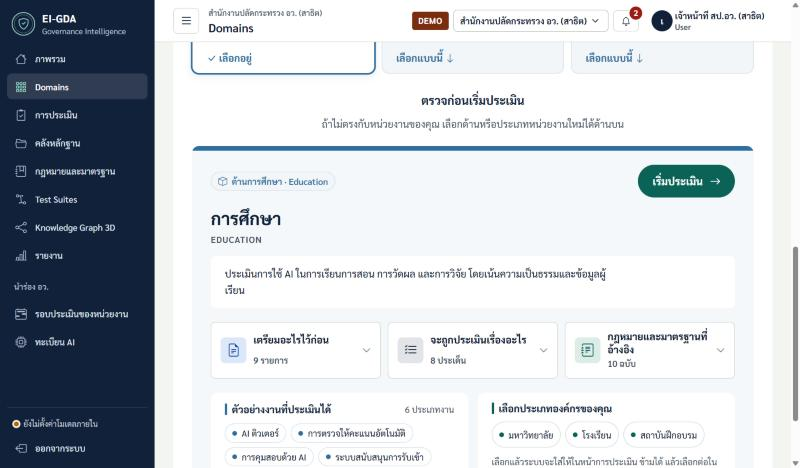 EI-GDA
Governance Intelligence
ภาพรวม
Domains
การประเมิน
คลังหลักฐาน
กฎหมายและมาตรฐาน
Test Suites
Knowledge Graph 3D
รายงาน
นำร่อง อว.
รอบประเมินของหน่วยงาน
ทะเบียน AI
ยังไม่ตั้งค่าโมเดลภายใน
ออกจากระบบ
สำนักงานปลัดกระทรวง อว. (สาธิต)
Domains
DEMO
สำนักงานปลัดกระทรวง อว. (สาธิต)
2
เ
เจ้าหน้าที่ สป.อว. (สาธิต)
User
✓ เลือกอยู่
เลือกแบบนี้ ↓
เลือกแบบนี้ ↓
ตรวจก่อนเริ่มประเมิน
ถ้าไม่ตรงกับหน่วยงานของคุณ เลือกด้านหรือประเภทหน่วยงานใหม่ได้ด้านบน
ด้านการศึกษา · Education
เริ่มประเมิน →
การศึกษา
EDUCATION
ประเมินการใช้ AI ในการเรียนการสอน การวัดผล และการวิจัย โดยเน้นความเป็นธรรมและข้อมูลผู้
เรียน
เตรียมอะไรไว้ก่อน
9 รายการ
จะถูกประเมินเรื่องอะไร
8 ประเด็น
กฎหมายและมาตรฐานที่
อ้างอิง
10 ฉบับ
ตัวอย่างงานที่ประเมินได้
6 ประเภทงาน
AI ติวเตอร์
การตรวจให้คะแนนอัตโนมัติ
การคุมสอบด้วย AI
ระบบสนับสนุนการรับเข้า
เลือกประเภทองค์กรของคุณ
มหาวิทยาลัย
โรงเรียน
สถาบันฝึกอบรม
เลือกแล้วระบบจะใส่ให้ในหน้าการประเมิน ข้ามได้ แล้วเลือกต่อใน